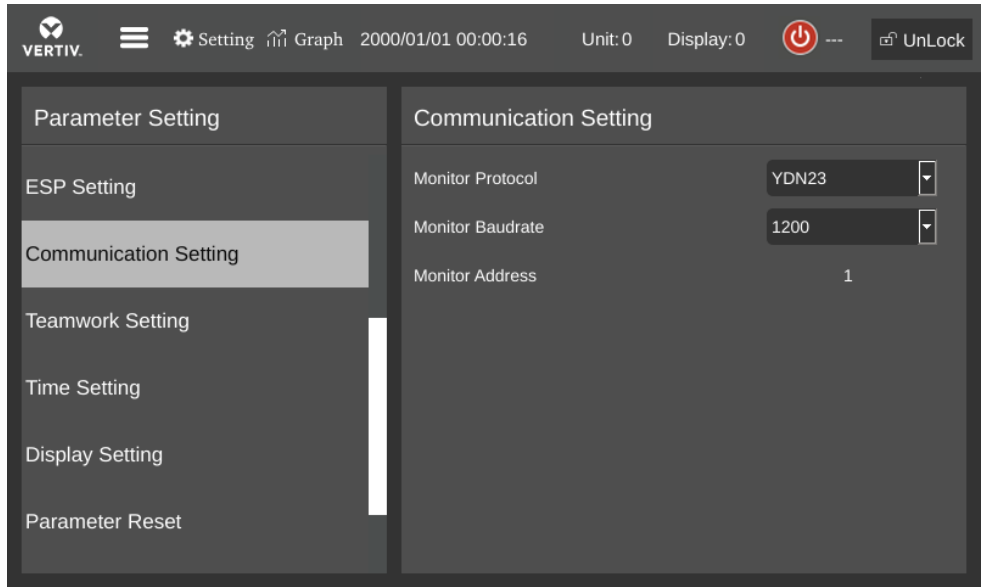 VERTIV. Setting Graph 2000/01/01 00:00:16 Unit: 0 Display: 0 --- UnLock
Parameter Setting
ESP Setting
Communication Setting
Teamwork Setting
Time Setting
Display Setting
Parameter Reset
Communication Setting
Monitor Protocol YDN23
Monitor Baudrate 1200
Monitor Address 1